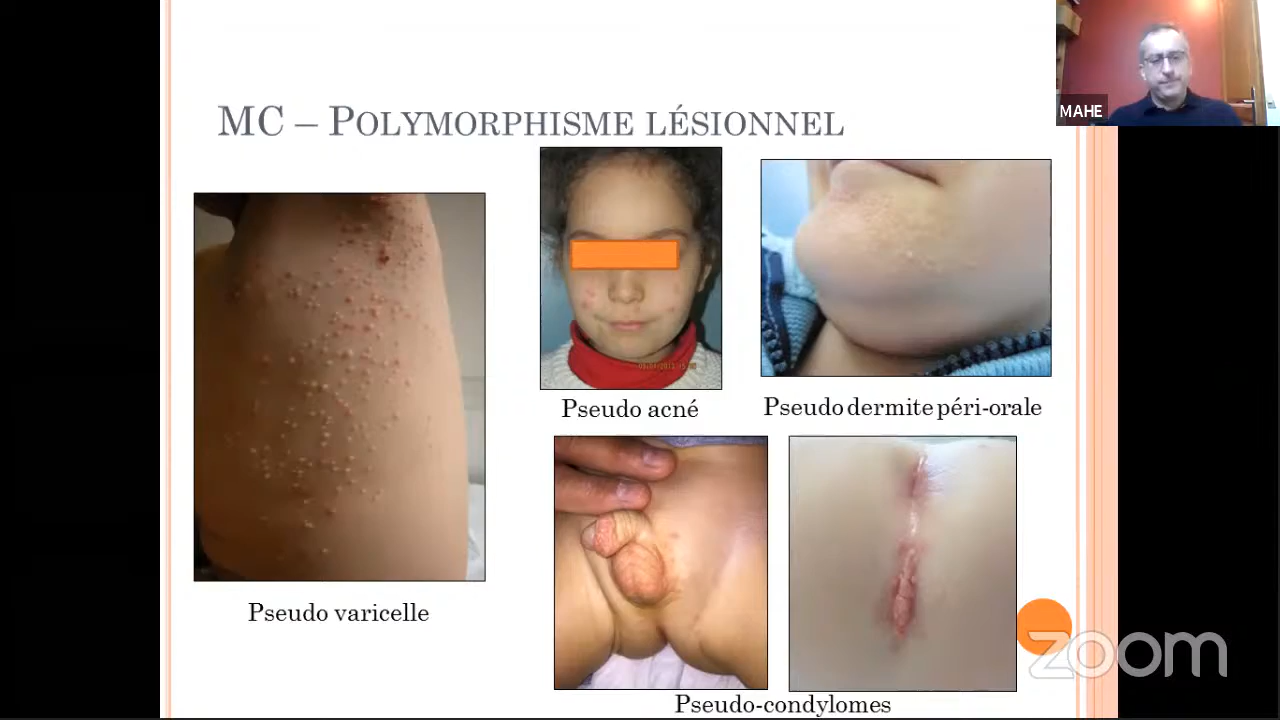 MAHE
MC – POLYMORPHISME LÉSIONNEL
Pseudo acné
Pseudo dermite péri-orale
Pseudo varicelle
Pseudo-condylomes
zoom